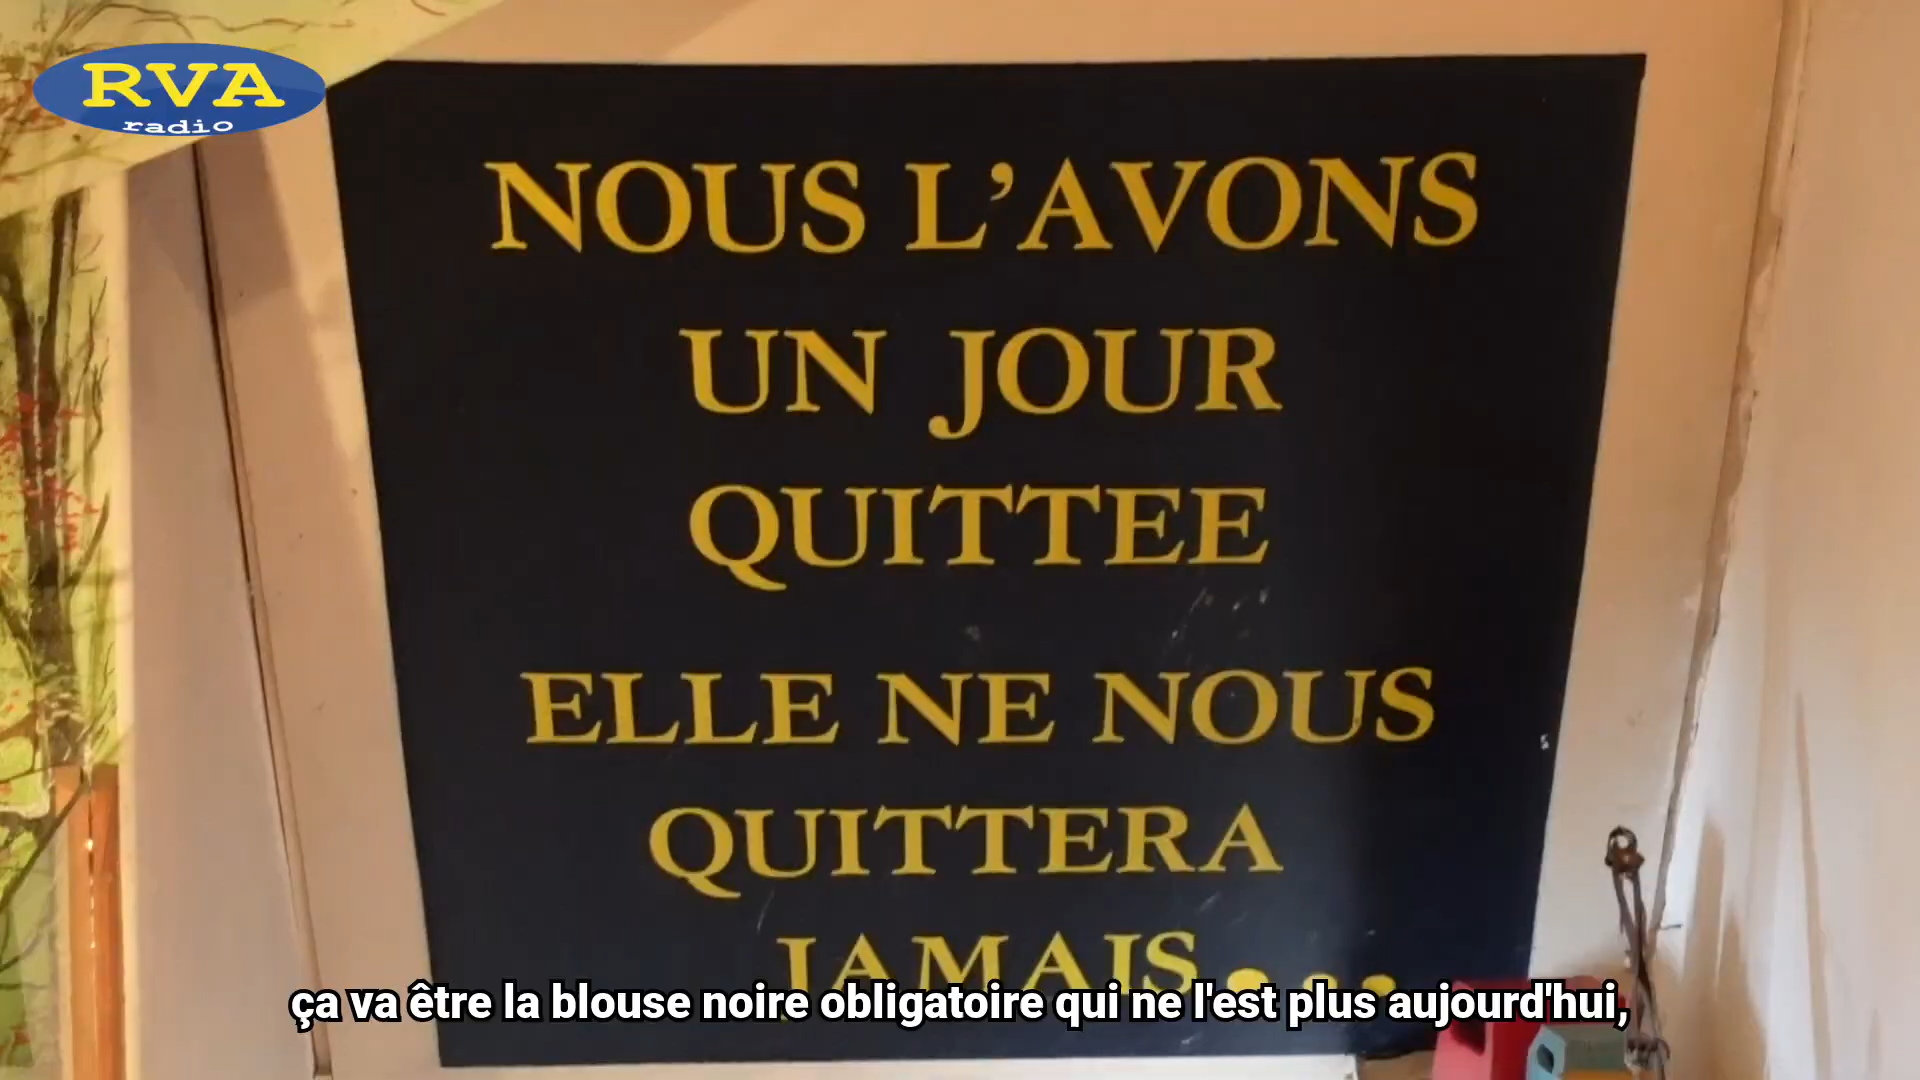 RVA
radio
NOUS L'AVONS
UN JOUR
QUITTEE
ELLE NE NOUS
QUITTERA
JAMAIS...
ça va être la blouse noire obligatoire qui ne l'est plus aujourd'hui,